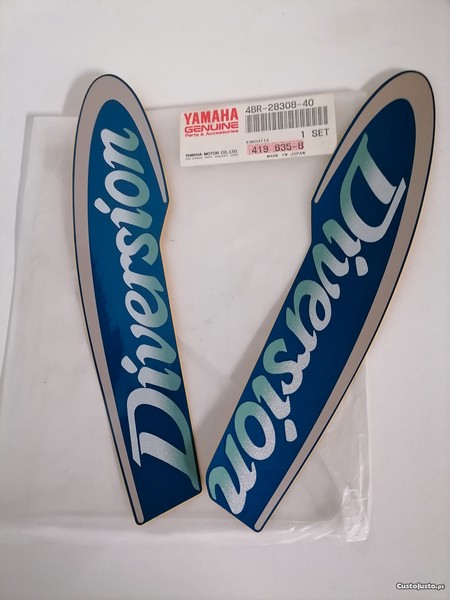 YAMAHA
GENUINE
Parts & Accessories
YAMAHA MOTOR CO.,LTD.
4BR-28308-40
1 SET
419 835-B
MADE IN JAPAN
Diversion
Diversion
CustoJusto.pt